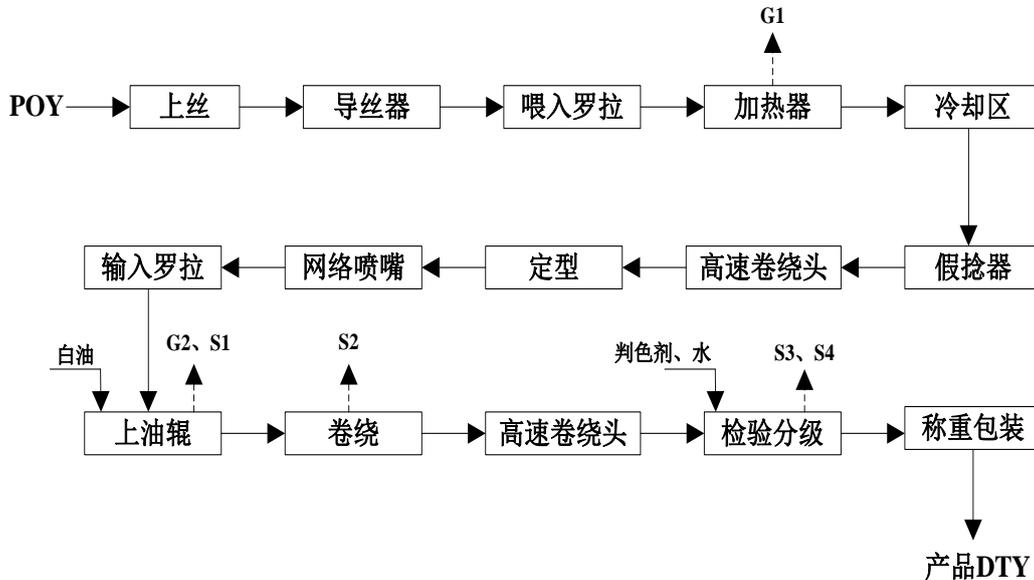 G1
POY
上丝
导丝器
喂入罗拉
加热器
冷却区
输入罗拉
网络喷嘴
定型
高速卷绕头
假捻器
白油
G2、S1
S2
判色剂、水
S3、S4
上油辊
卷绕
高速卷绕头
检验分级
称重包装
产品DTY